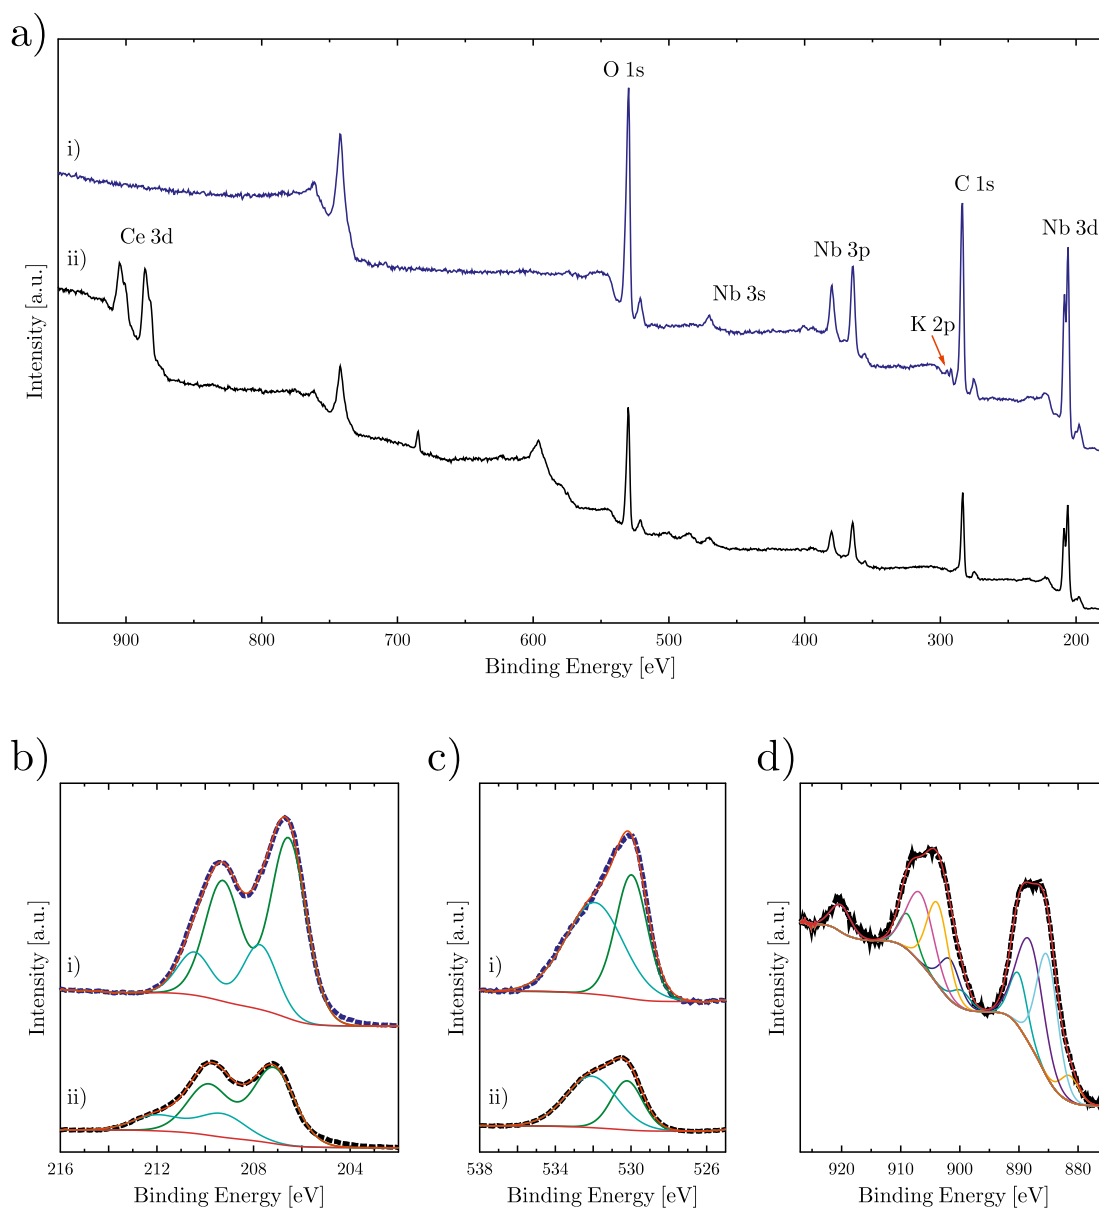 a)
O 1s
i)
C 1s
Ce 3d
Nb 3d
ii)
Nb 3p
Nb 3s
K 2p
Intensity [a.u.]
900 800 700 600 500 400 300 200
Binding Energy [eV]
b) c) d)
i) i)
Intensity [a.u.] Intensity [a.u.] Intensity [a.u.]
ii) ii)
216 212 208 204 538 534 530 526 920 910 900 890 880
Binding Energy [eV] Binding Energy [eV] Binding Energy [eV]